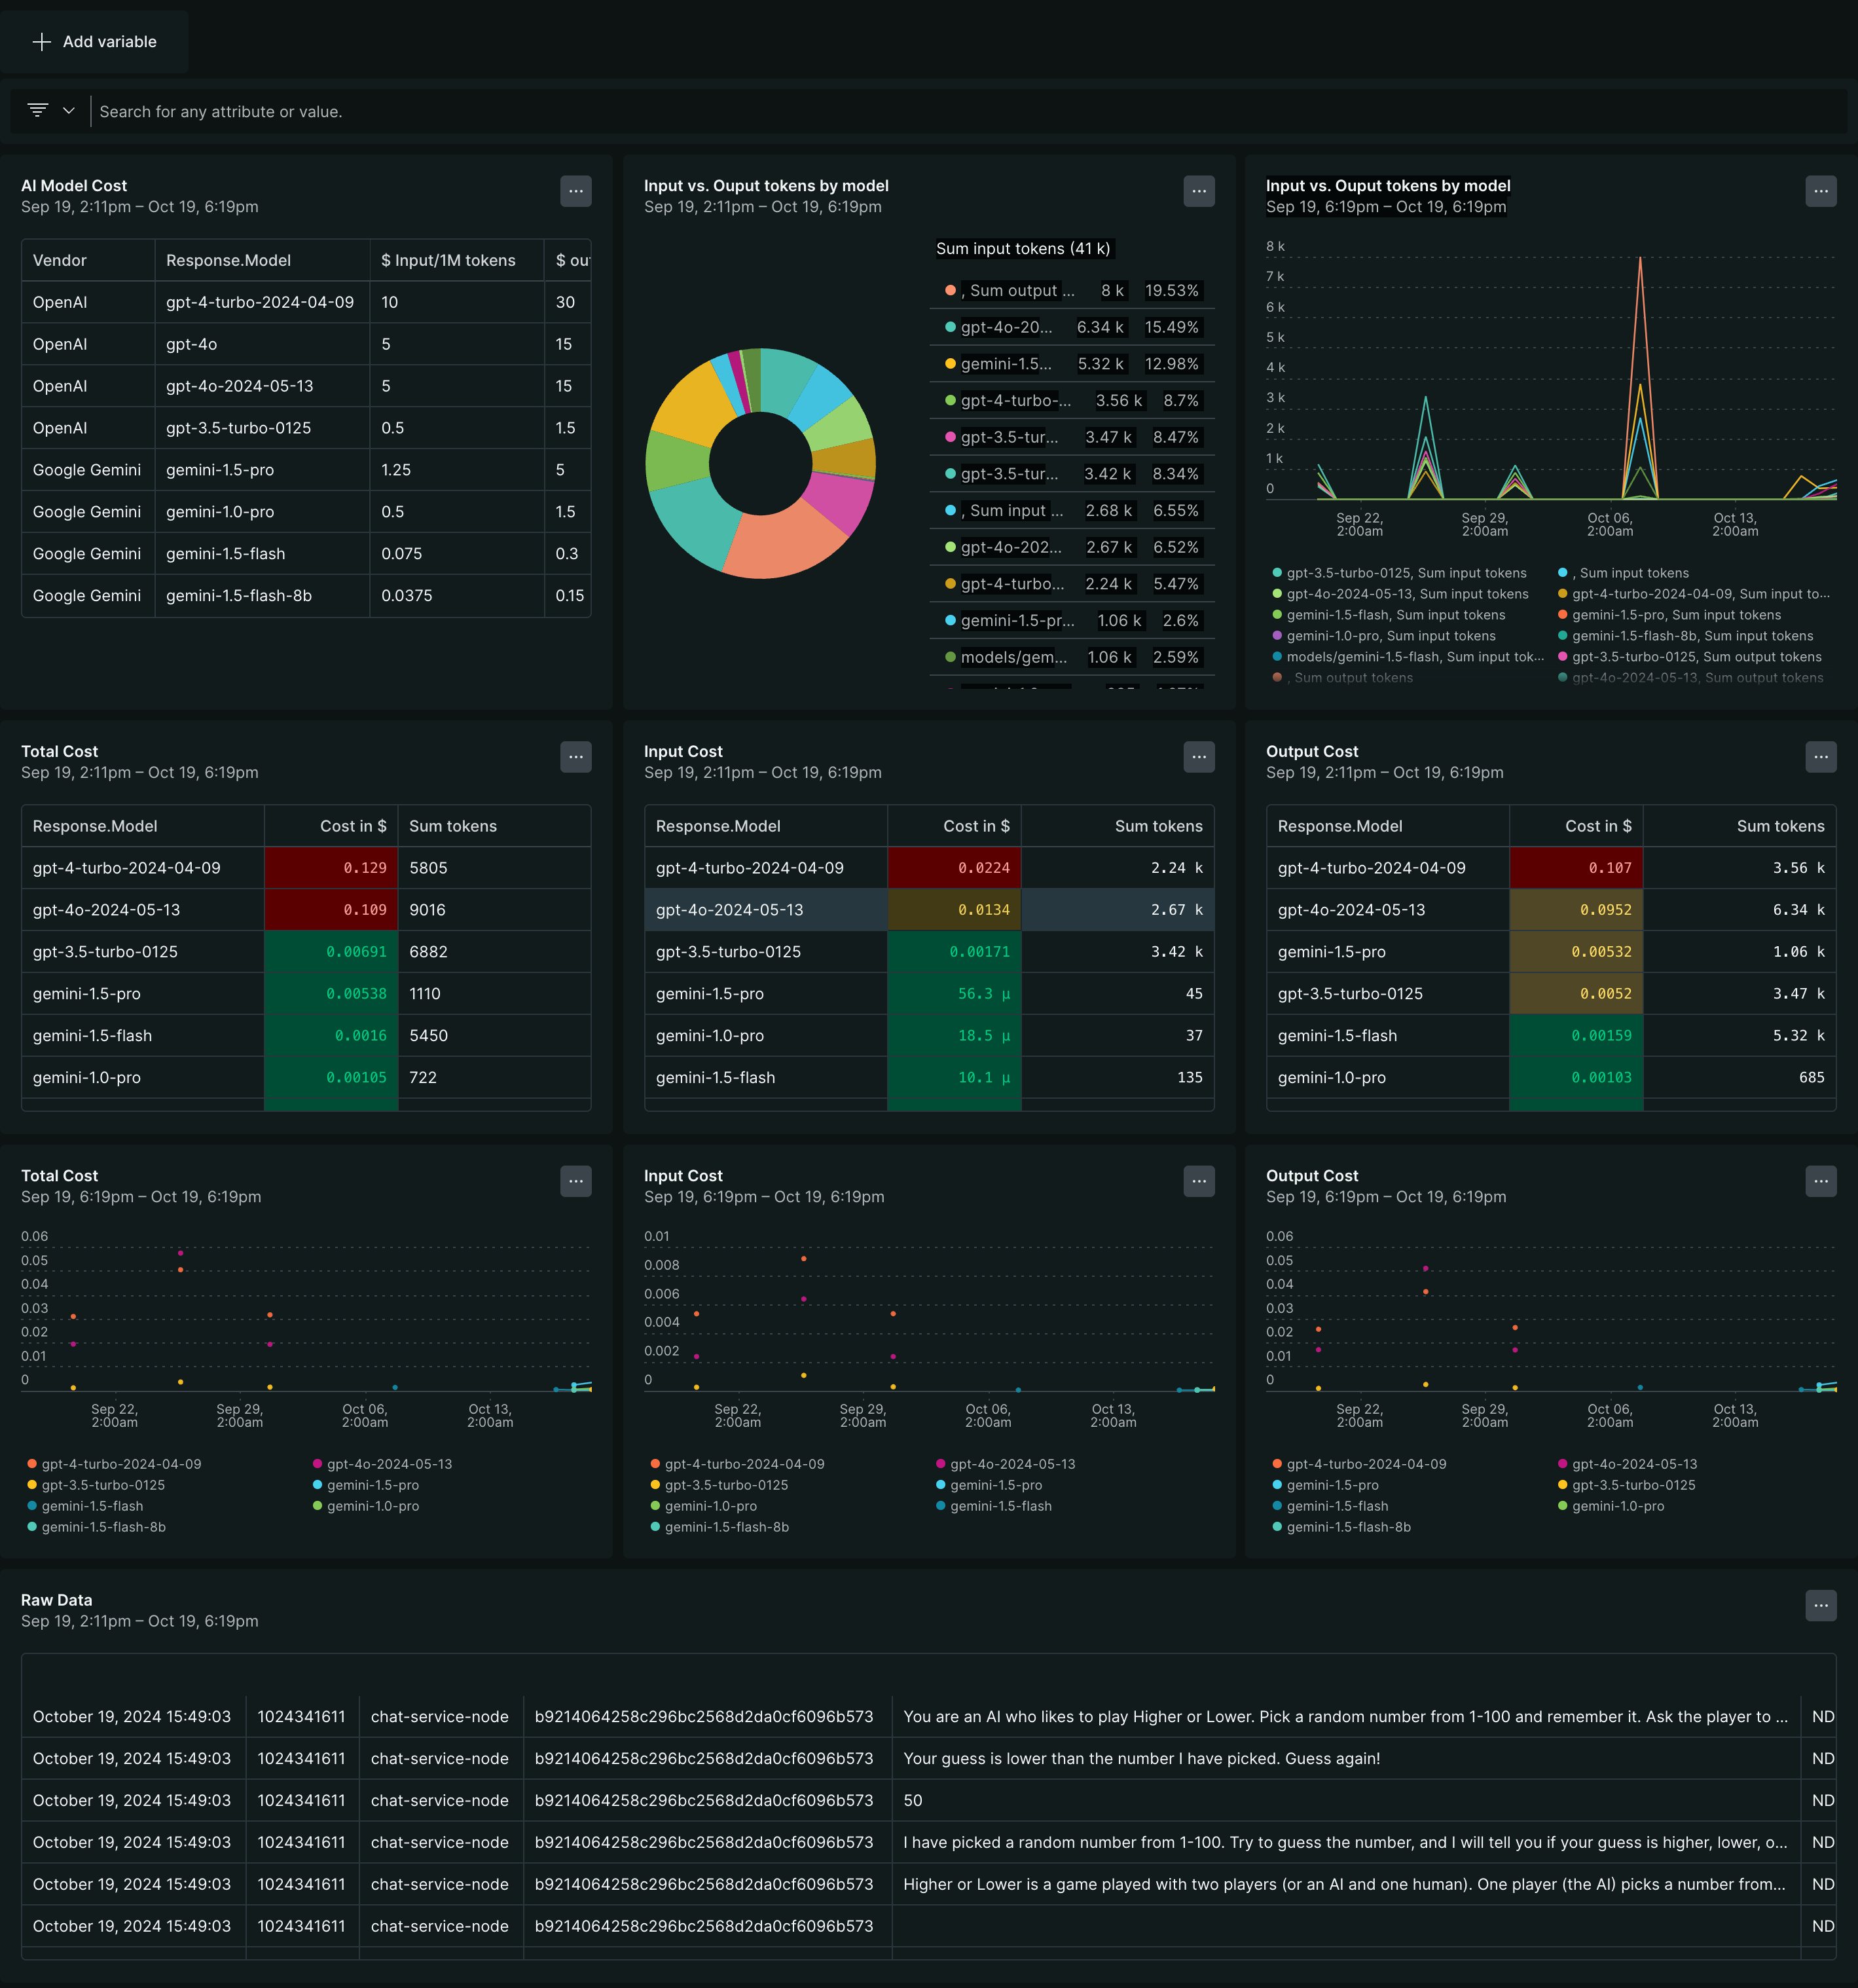 Add variable
Search for any attribute or value.
AI Model Cost
Sep 19, 2:11pm – Oct 19, 6:19pm
Vendor Response.Model $ Input/1M tokens $ ou
OpenAI gpt-4-turbo-2024-04-09 10 30
OpenAI gpt-4o 5 15
OpenAI gpt-4o-2024-05-13 5 15
OpenAI gpt-3.5-turbo-0125 0.5 1.5
Google Gemini gemini-1.5-pro 1.25 5
Google Gemini gemini-1.0-pro 0.5 1.5
Google Gemini gemini-1.5-flash 0.075 0.3
Google Gemini gemini-1.5-flash-8b 0.0375 0.15
Input vs. Ouput tokens by model
Sep 19, 2:11pm – Oct 19, 6:19pm
Sum input tokens (41 k)
, Sum output ... 8 k 19.53%
gpt-4o-20... 6.34 k 15.49%
gemini-1.5... 5.32 k 12.98%
gpt-4-turbo-... 3.56 k 8.7%
gpt-3.5-tur... 3.47 k 8.47%
gpt-3.5-tur... 3.42 k 8.34%
, Sum input ... 2.68 k 6.55%
gpt-4o-202... 2.67 k 6.52%
gpt-4-turbo... 2.24 k 5.47%
gemini-1.5-pr... 1.06 k 2.6%
models/gem... 1.06 k 2.59%
Input vs. Ouput tokens by model
Sep 19, 6:19pm – Oct 19, 6:19pm
8 k
7 k
6 k
5 k
4 k
3 k
2 k
1 k
0
Sep 22, Sep 29, Oct 06, Oct 13,
2:00am 2:00am 2:00am 2:00am
gpt-3.5-turbo-0125, Sum input tokens , Sum input tokens
gpt-4o-2024-05-13, Sum input tokens gpt-4-turbo-2024-04-09, Sum input to...
gemini-1.5-flash, Sum input tokens gemini-1.5-pro, Sum input tokens
gemini-1.0-pro, Sum input tokens gemini-1.5-flash-8b, Sum input tokens
models/gemini-1.5-flash, Sum input tok... gpt-3.5-turbo-0125, Sum output tokens
, Sum output tokens gpt-4o-2024-05-13, Sum output tokens
Total Cost
Sep 19, 2:11pm – Oct 19, 6:19pm
Response.Model Cost in $ Sum tokens
gpt-4-turbo-2024-04-09 0.129 5805
gpt-4o-2024-05-13 0.109 9016
gpt-3.5-turbo-0125 0.00691 6882
gemini-1.5-pro 0.00538 1110
gemini-1.5-flash 0.0016 5450
gemini-1.0-pro 0.00105 722
Input Cost
Sep 19, 2:11pm – Oct 19, 6:19pm
Response.Model Cost in $ Sum tokens
gpt-4-turbo-2024-04-09 0.0224 2.24 k
gpt-4o-2024-05-13 0.0134 2.67 k
gpt-3.5-turbo-0125 0.00171 3.42 k
gemini-1.5-pro 56.3 µ 45
gemini-1.0-pro 18.5 µ 37
gemini-1.5-flash 10.1 µ 135
Output Cost
Sep 19, 2:11pm – Oct 19, 6:19pm
Response.Model Cost in $ Sum tokens
gpt-4-turbo-2024-04-09 0.107 3.56 k
gpt-4o-2024-05-13 0.0952 6.34 k
gemini-1.5-pro 0.00532 1.06 k
gpt-3.5-turbo-0125 0.0052 3.47 k
gemini-1.5-flash 0.00159 5.32 k
gemini-1.0-pro 0.00103 685
Total Cost
Sep 19, 6:19pm – Oct 19, 6:19pm
0.06
0.05
0.04
0.03
0.02
0.01
0
Sep 22, Sep 29, Oct 06, Oct 13,
2:00am 2:00am 2:00am 2:00am
gpt-4-turbo-2024-04-09 gpt-4o-2024-05-13
gpt-3.5-turbo-0125 gemini-1.5-pro
gemini-1.5-flash gemini-1.0-pro
gemini-1.5-flash-8b
Input Cost
Sep 19, 6:19pm – Oct 19, 6:19pm
0.01
0.008
0.006
0.004
0.002
0
Sep 22, Sep 29, Oct 06, Oct 13,
2:00am 2:00am 2:00am 2:00am
gpt-4-turbo-2024-04-09 gpt-4o-2024-05-13
gpt-3.5-turbo-0125 gemini-1.5-pro
gemini-1.0-pro gemini-1.5-flash
gemini-1.5-flash-8b
Output Cost
Sep 19, 6:19pm – Oct 19, 6:19pm
0.06
0.05
0.04
0.03
0.02
0.01
0
Sep 22, Sep 29, Oct 06, Oct 13,
2:00am 2:00am 2:00am 2:00am
gpt-4-turbo-2024-04-09 gpt-4o-2024-05-13
gemini-1.5-pro gpt-3.5-turbo-0125
gemini-1.5-flash gemini-1.0-pro
gemini-1.5-flash-8b
Raw Data
Sep 19, 2:11pm – Oct 19, 6:19pm
October 19, 2024 15:49:03 1024341611 chat-service-node b9214064258c296bc2568d2da0cf6096b573 You are an AI who likes to play Higher or Lower. Pick a random number from 1-100 and remember it. Ask the player to ... ND
October 19, 2024 15:49:03 1024341611 chat-service-node b9214064258c296bc2568d2da0cf6096b573 Your guess is lower than the number I have picked. Guess again! ND
October 19, 2024 15:49:03 1024341611 chat-service-node b9214064258c296bc2568d2da0cf6096b573 50 ND
October 19, 2024 15:49:03 1024341611 chat-service-node b9214064258c296bc2568d2da0cf6096b573 I have picked a random number from 1-100. Try to guess the number, and I will tell you if your guess is higher, lower, o... ND
October 19, 2024 15:49:03 1024341611 chat-service-node b9214064258c296bc2568d2da0cf6096b573 Higher or Lower is a game played with two players (or an AI and one human). One player (the AI) picks a number from... ND
October 19, 2024 15:49:03 1024341611 chat-service-node b9214064258c296bc2568d2da0cf6096b573 ND